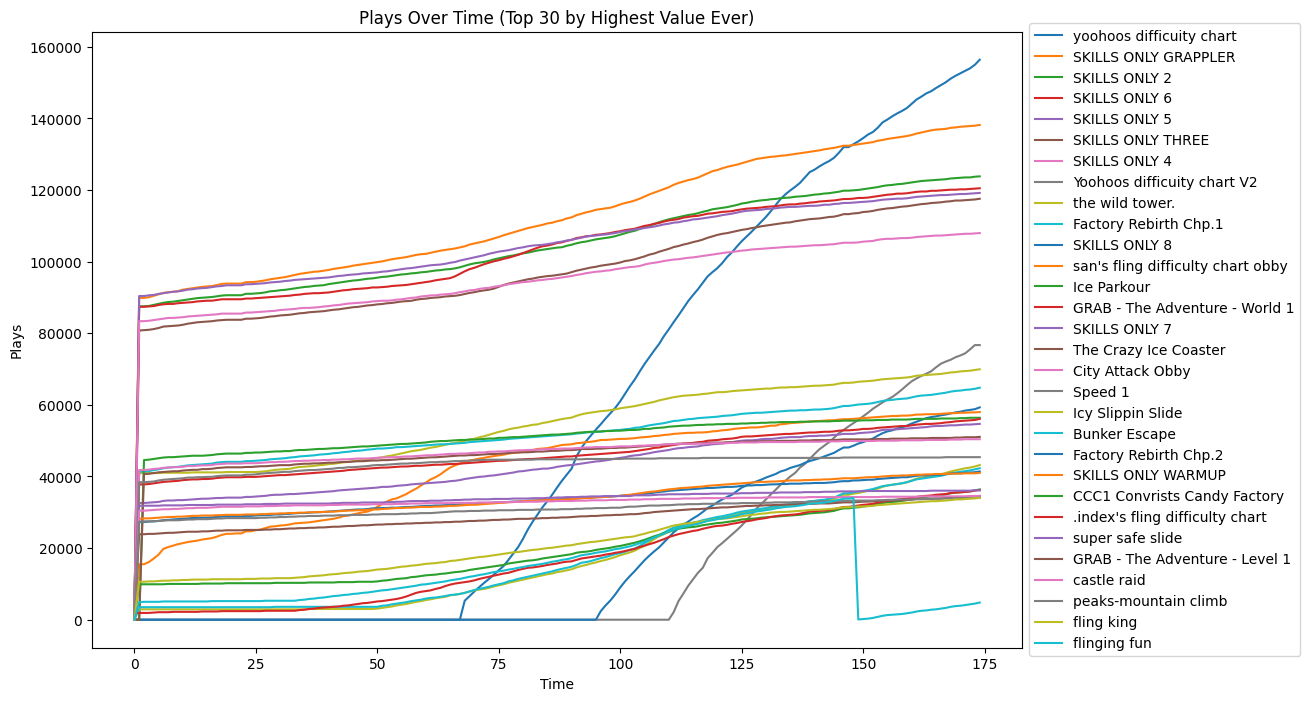 Plays Over Time (Top 30 by Highest Value Ever)
160000
140000
120000
100000
80000
60000
40000
20000
0
Plays
0
25
50
75
100
125
150
175
Time
yoohoos difficuity chart
SKILLS ONLY GRAPPLER
SKILLS ONLY 2
SKILLS ONLY 6
SKILLS ONLY 5
SKILLS ONLY THREE
SKILLS ONLY 4
Yoohoos difficuity chart V2
the wild tower.
Factory Rebirth Chp.1
SKILLS ONLY 8
san's fling difficulty chart obby
Ice Parkour
GRAB - The Adventure - World 1
SKILLS ONLY 7
The Crazy Ice Coaster
City Attack Obby
Speed 1
Icy Slippin Slide
Bunker Escape
Factory Rebirth Chp.2
SKILLS ONLY WARMUP
CCC1 Convrists Candy Factory
.index's fling difficulty chart
super safe slide
GRAB - The Adventure - Level 1
castle raid
peaks-mountain climb
fling king
flinging fun